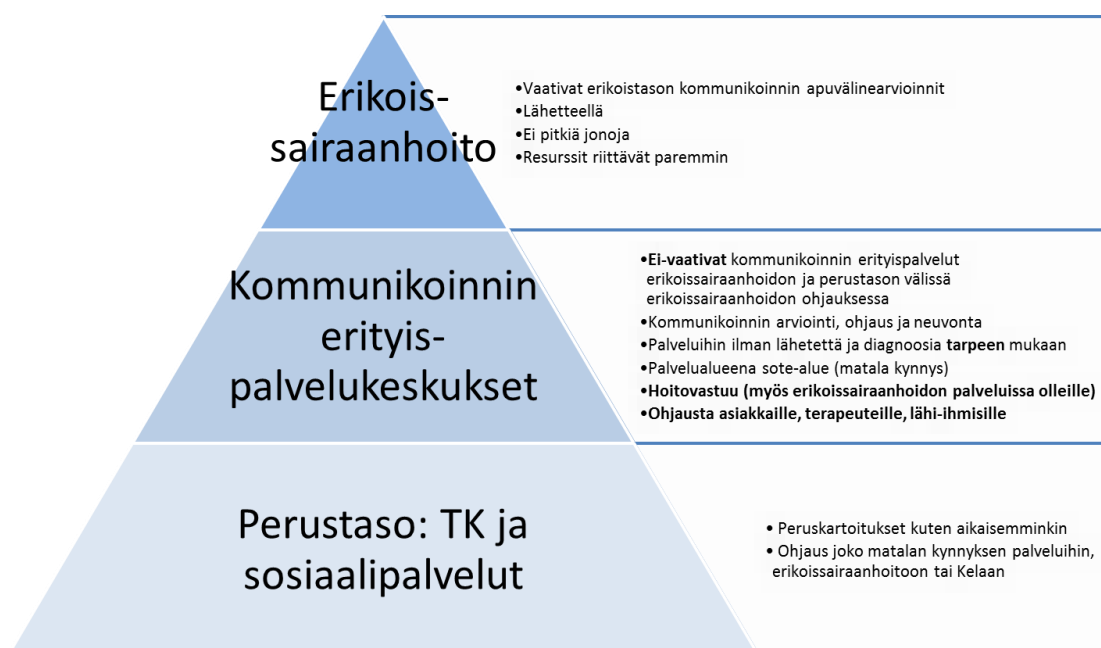 Erikois-
sairaanhoito
•Vaativat erikoistason kommunikoinnin apuvälinearvioinnit
•Lähetteellä
•Ei pitkiä jonoja
•Resurssit riittävät paremmin
Kommunikoinnin
erityis-
palvelukeskukset
•Ei-vaativat kommunikoinnin erityispalvelut
erikoissairaanhoidon ja perustason välissä
erikoissairaanhoidon ohjauksessa
•Kommunikoinnin arviointi, ohjaus ja neuvonta
•Palveluihin ilman lähetettä ja diagnoosia tarpeen mukaan
•Palvelualueena sote-alue (matala kynnys)
•Hoitovastuu (myös erikoissairaanhoidon palveluissa olleille)
•Ohjausta asiakkaille, terapeuteille, lähi-ihmisille
Perustaso: TK ja
sosiaalipalvelut
• Peruskartoitukset kuten aikaisemminkin
• Ohjaus joko matalan kynnyksen palveluihin,
erikoissairaanhoitoon tai Kelaan